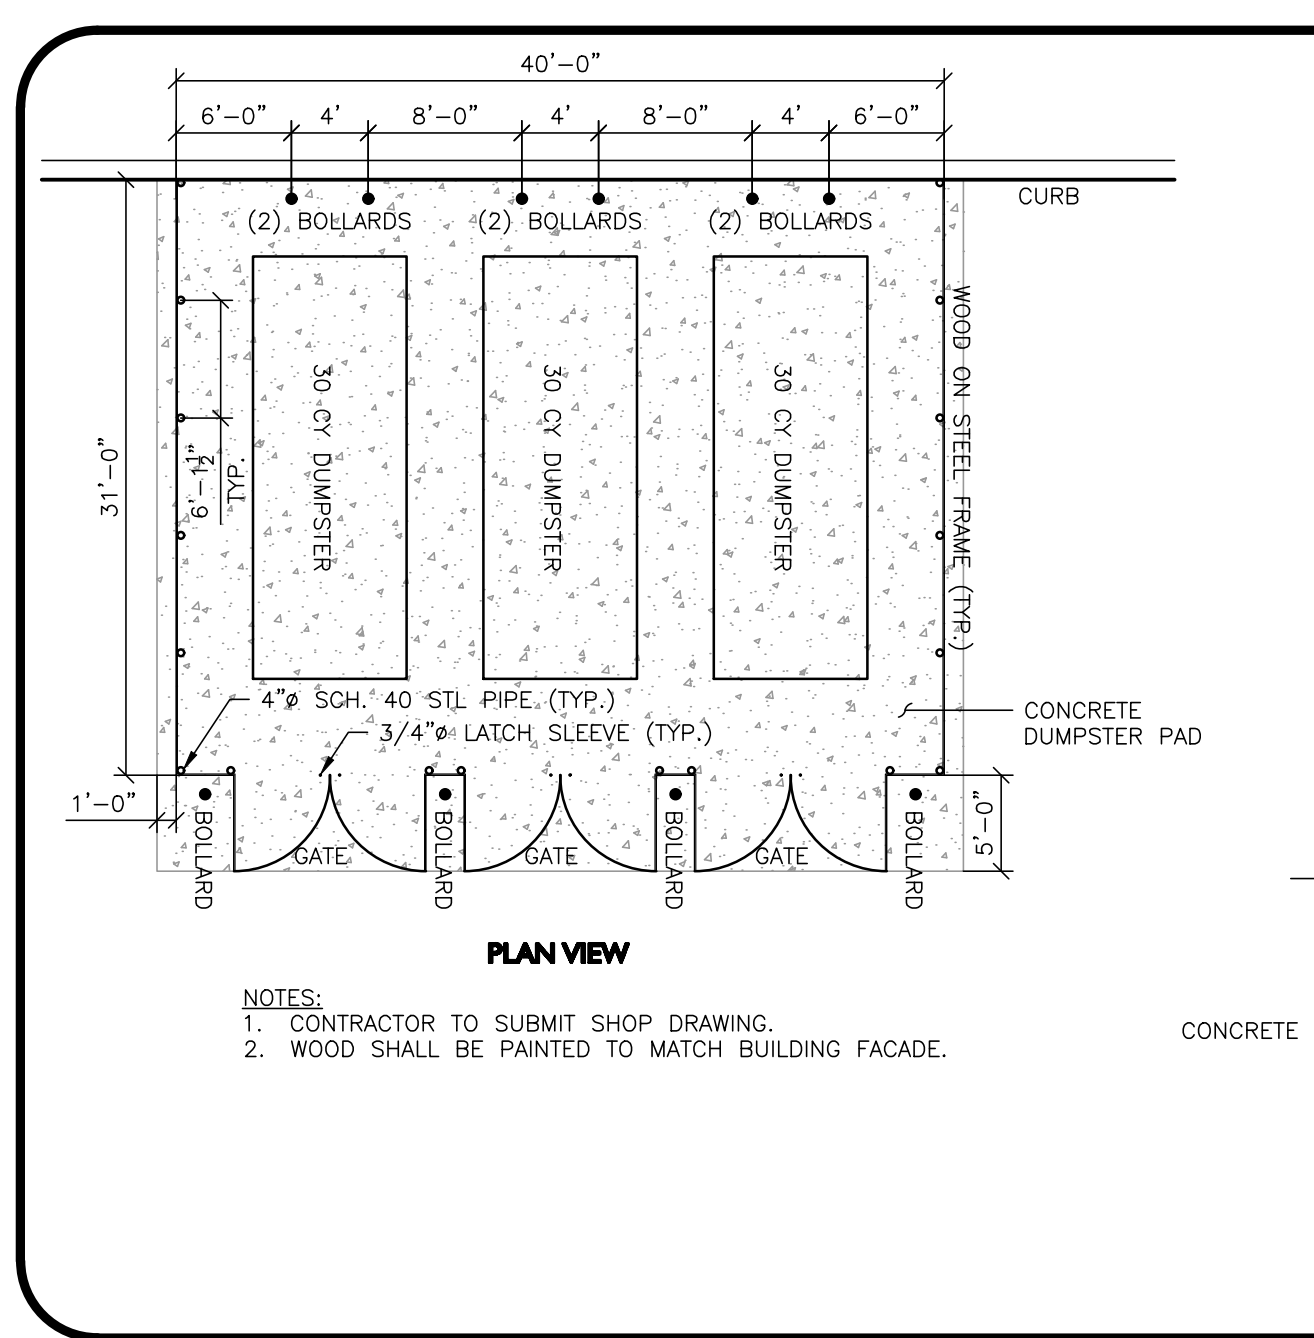 40'-0"
6'-0" 4' 8'-0" 4' 8'-0" 4' 6'-0"
CURB
(2) BOLLARDS (2) BOLLARDS (2) BOLLARDS
WOOD ON STEEL FRAME (TYP.)
30 CY DUMPSTER
30 CY DUMPSTER
30 CY DUMPSTER
31'-0"
6'-1½"
TYP.
4"ø SCH. 40 STL PIPE (TYP.)
3/4"ø LATCH SLEEVE (TYP.)
CONCRETE
DUMPSTER PAD
1'-0"
5'-0"
BOLLARD
BOLLARD
BOLLARD
BOLLARD
GATE GATE GATE
PLAN VIEW
NOTES:
1. CONTRACTOR TO SUBMIT SHOP DRAWING.
2. WOOD SHALL BE PAINTED TO MATCH BUILDING FACADE.
CONCRETE